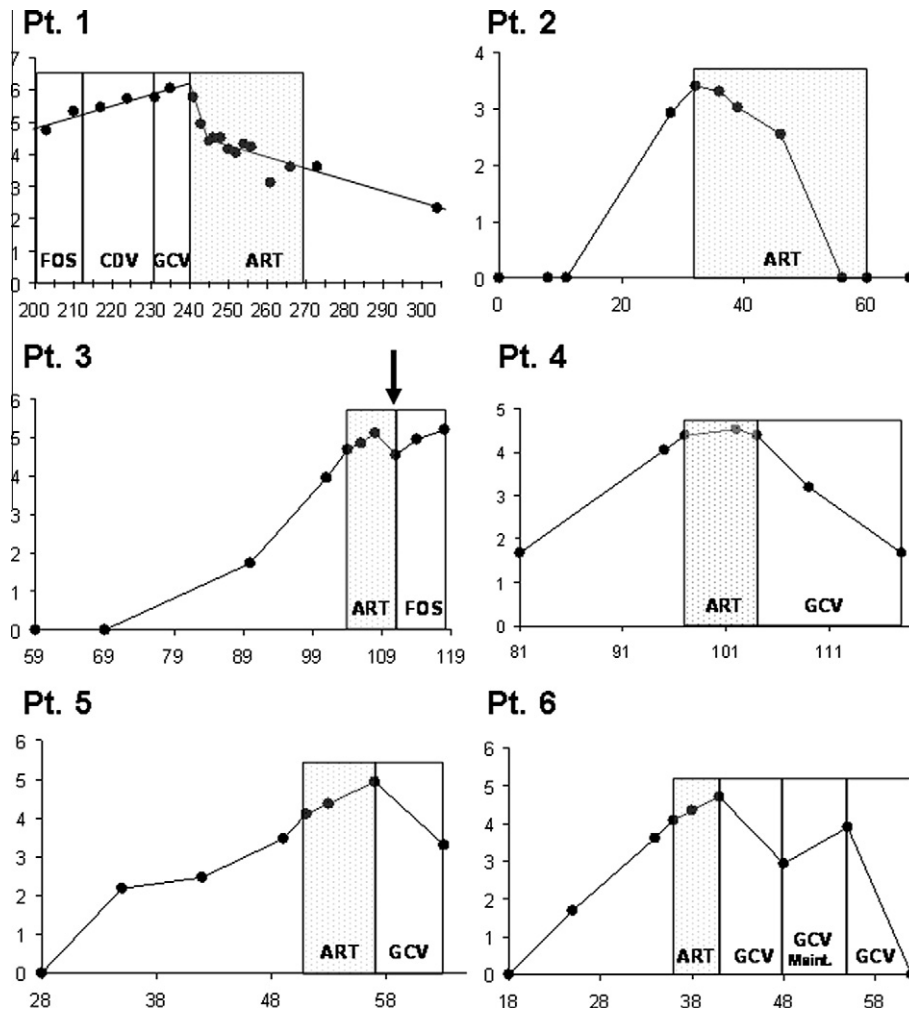 Pt. 1
7
6
5
4
3
2
1
0
FOS CDV GCV ART
200 210 220 230 240 250 260 270 280 290 300
Pt. 2
4
3
2
1
0
ART
0 20 40 60
Pt. 3
6
5
4
3
2
1
0
ART FOS
59 69 79 89 99 109 119
Pt. 4
5
4
3
2
1
0
ART GCV
81 91 101 111
Pt. 5
6
5
4
3
2
1
0
ART GCV
28 38 48 58
Pt. 6
6
5
4
3
2
1
0
ART GCV GCV Maint. GCV
18 28 38 48 58